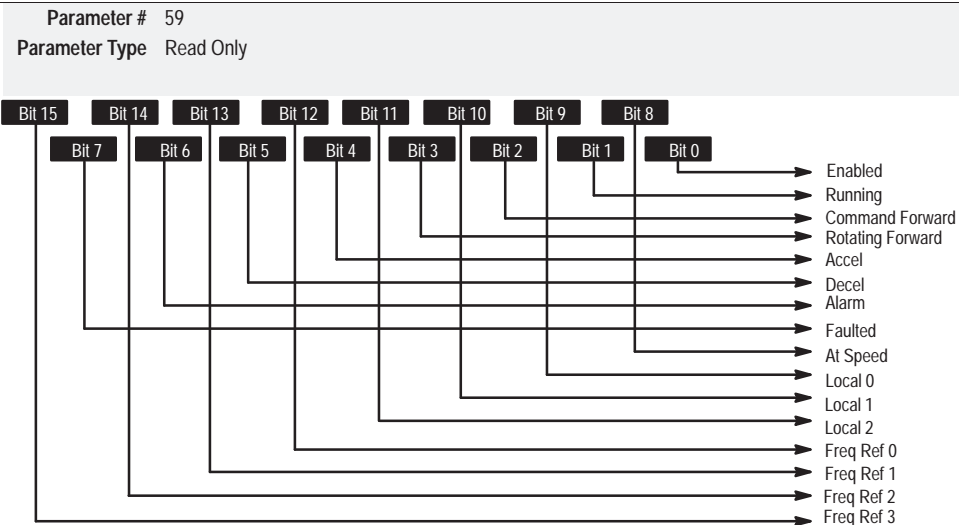 Parameter # 59
Parameter Type Read Only
Bit 15 Bit 14 Bit 13 Bit 12 Bit 11 Bit 10 Bit 9 Bit 8
Bit 7 Bit 6 Bit 5 Bit 4 Bit 3 Bit 2 Bit 1 Bit 0
Enabled
Running
Command Forward
Rotating Forward
Accel
Decel
Alarm
Faulted
At Speed
Local 0
Local 1
Local 2
Freq Ref 0
Freq Ref 1
Freq Ref 2
Freq Ref 3